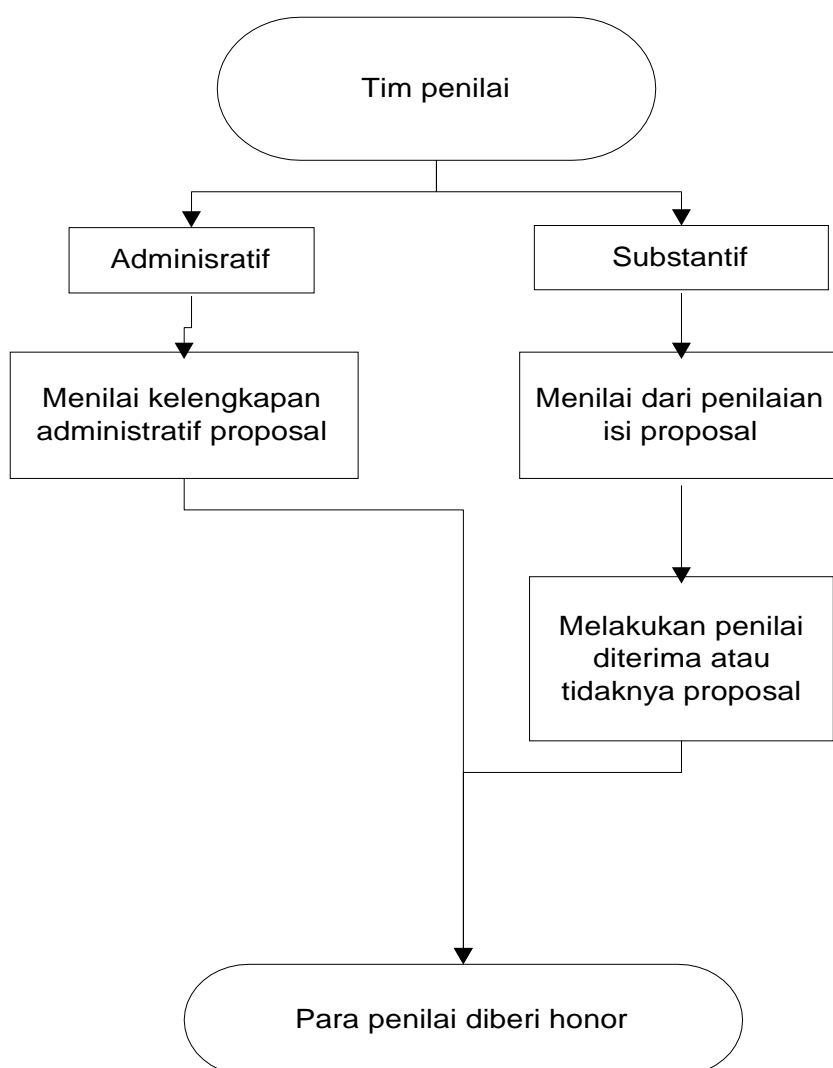 Tim penilai
Adminisratif
Substantif
Menilai kelengkapan
administratif proposal
Menilai dari penilaian
isi proposal
Melakukan penilai
diterima atau
tidaknya proposal
Para penilai diberi honor